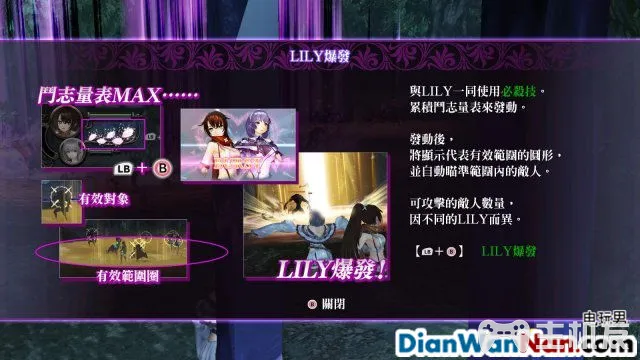 LILY爆發
鬥志量表MAX……
LB
LB + B
有效對象
有效範圍圈
LILY爆發!
與LILY一同使用必殺技。
累積鬥志量表來發動。
發動後，
將顯示代表有效範圍的圓形，
並自動瞄準範圍內的敵人。
可攻擊的敵人數量，
因不同的LILY而異。
【LB+B】 LILY爆發
B 關閉
电玩男
DianWanNan.com